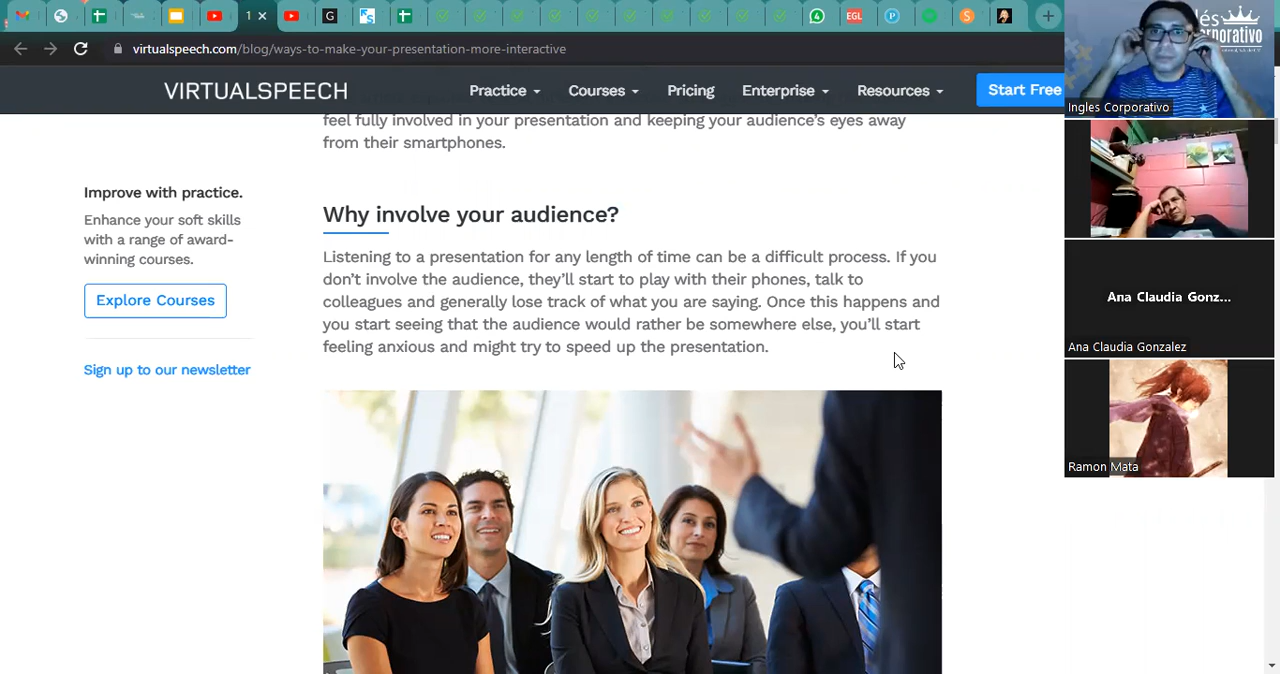 1
4
EGL
virtualspeech.com/blog/ways-to-make-your-presentation-more-interactive
VIRTUALSPEECH
Practice
Courses
Pricing
Enterprise
Resources
Start Free
feel fully involved in your presentation and keeping your audience's eyes away
from their smartphones.
Improve with practice.
Enhance your soft skills
with a range of award-
winning courses.
Explore Courses
Sign up to our newsletter
Why involve your audience?
Listening to a presentation for any length of time can be a difficult process. If you
don't involve the audience, they'll start to play with their phones, talk to
colleagues and generally lose track of what you are saying. Once this happens and
you start seeing that the audience would rather be somewhere else, you'll start
feeling anxious and might try to speed up the presentation.
Ingles Corporativo
Ana Claudia Gonz...
Ana Claudia Gonzalez
Ramon Mata